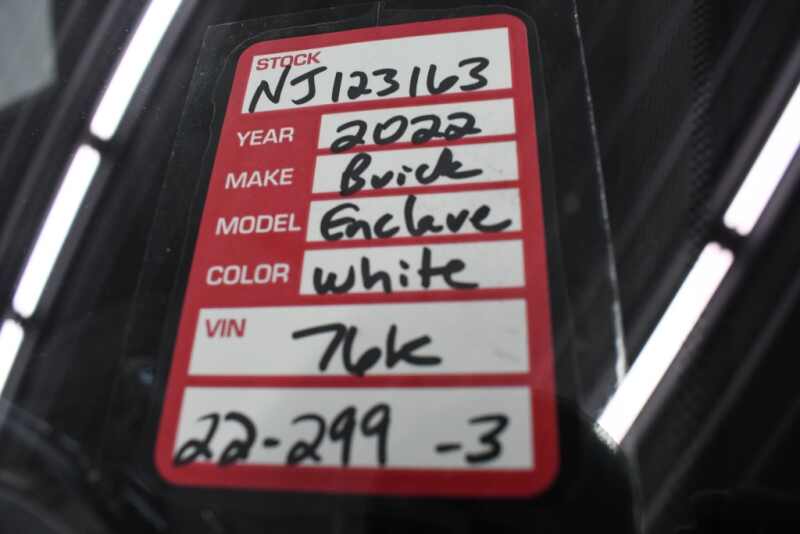 STOCK
NJ123163
YEAR 2022
MAKE Buick
MODEL Enclave
COLOR white
VIN 76k
22-299 -3